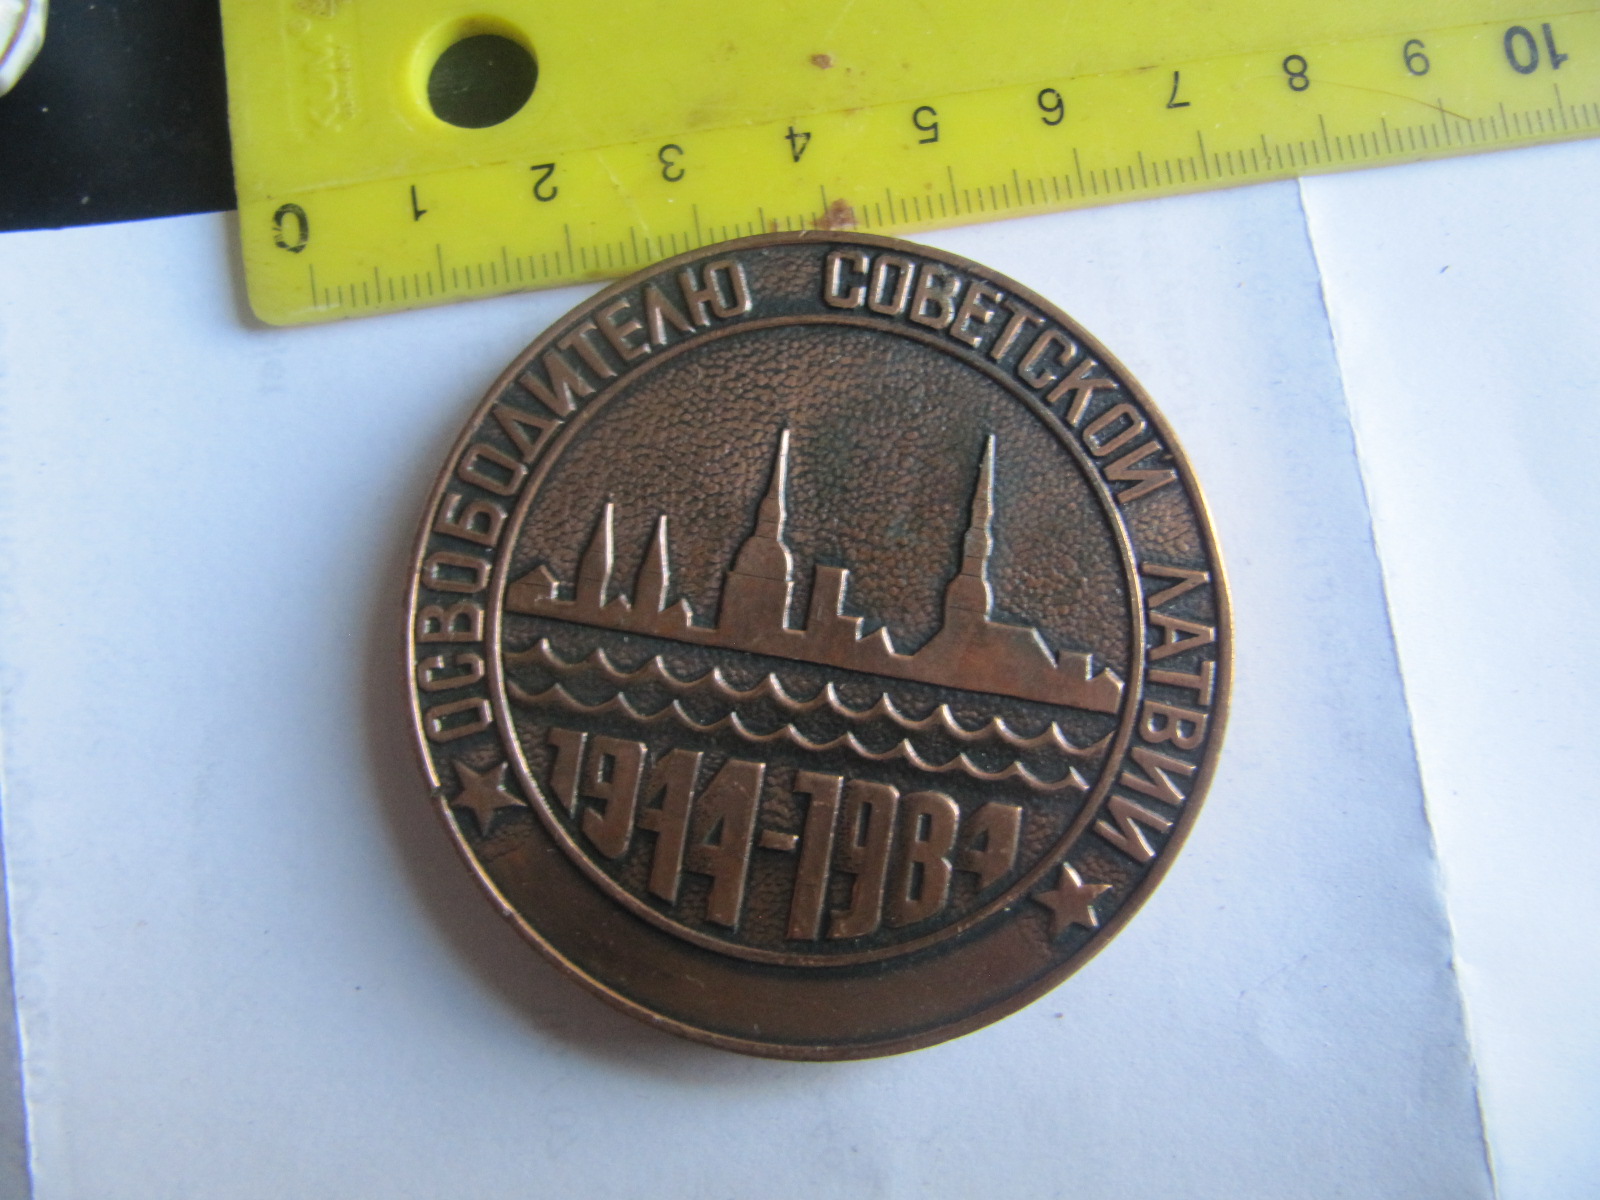 0 1 2 3 4 5 6 7 8 9 10
ОСВОБОДИТЕЛЮ СОВЕТСКОЙ ЛАТВИИ
1944-1984